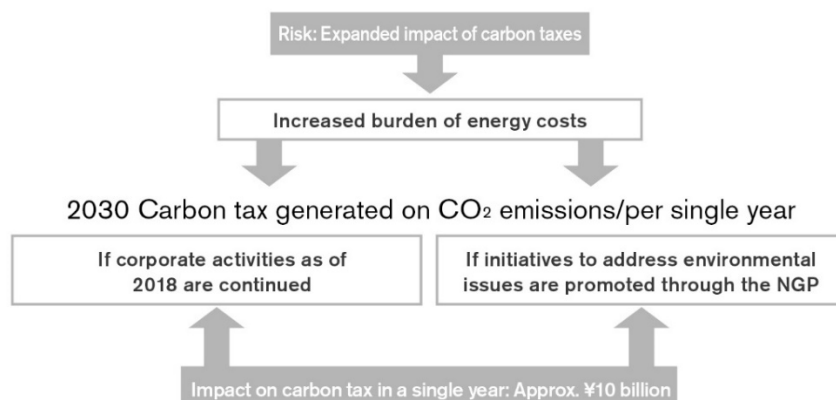 Risk: Expanded impact of carbon taxes
Increased burden of energy costs
2030 Carbon tax generated on CO₂ emissions/per single year
If corporate activities as of
2018 are continued
If initiatives to address environmental
issues are promoted through the NGP
Impact on carbon tax in a single year: Approx. ¥10 billion